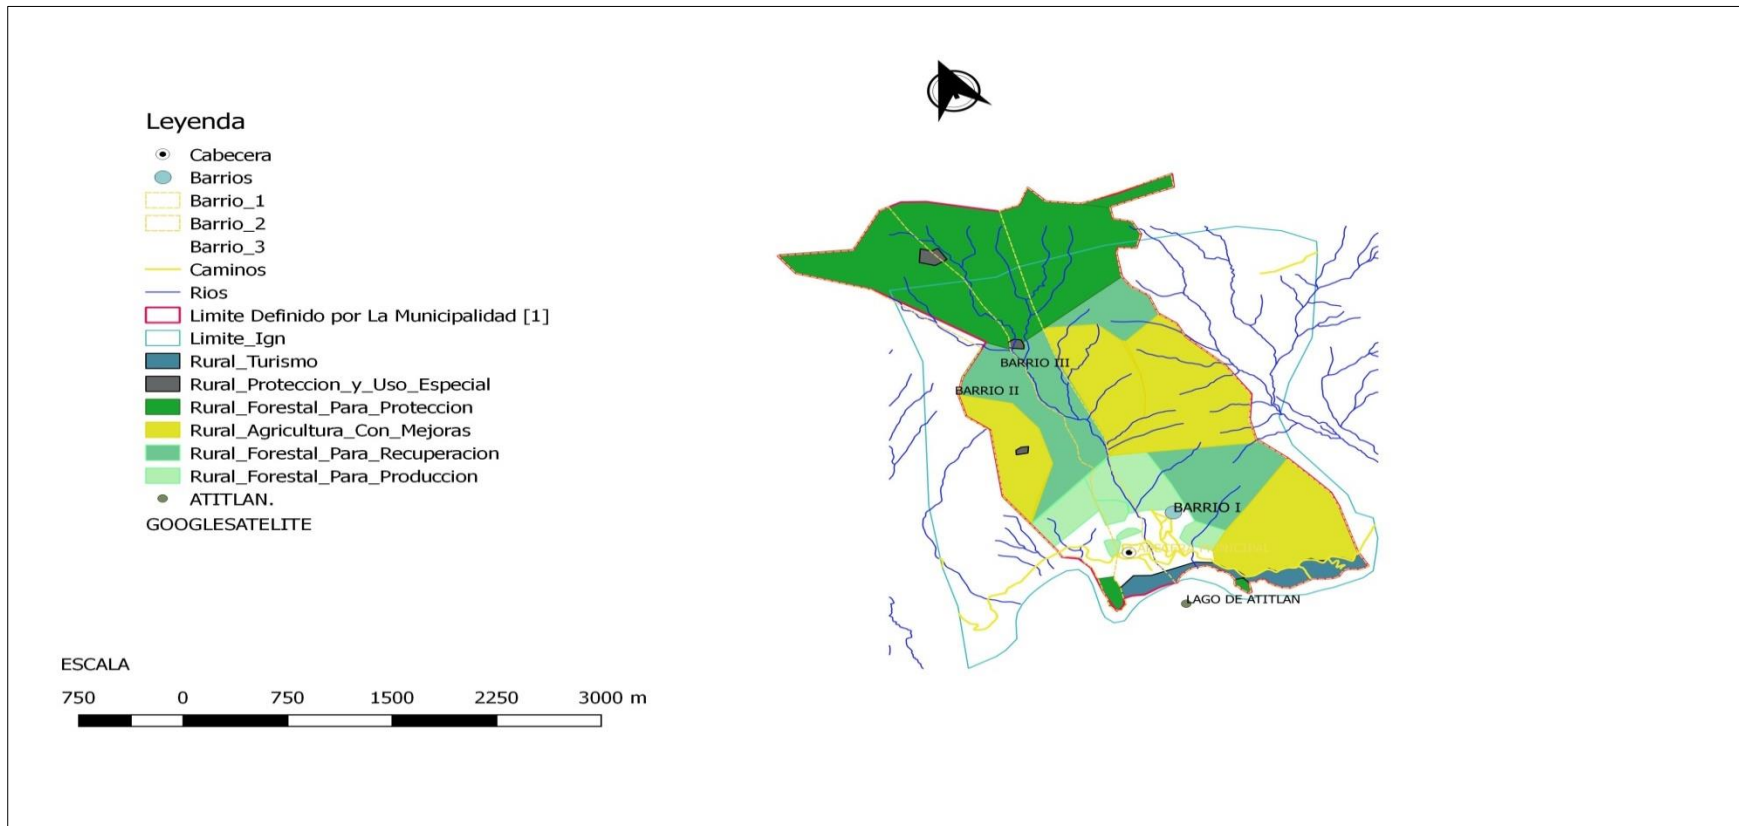 Leyenda
Cabecera
Barrios
Barrio_1
Barrio_2
Barrio_3
Caminos
Rios
Limite Definido por La Municipalidad [1]
Limite_Ign
Rural_Turismo
Rural_Proteccion_y_Uso_Especial
Rural_Forestal_Para_Proteccion
Rural_Agricultura_Con_Mejoras
Rural_Forestal_Para_Recuperacion
Rural_Forestal_Para_Produccion
ATITLAN.
GOOGLESATELITE
BARRIO III
BARRIO II
BARRIO I
LAGO DE ATITLAN
ESCALA
750 0 750 1500 2250 3000 m